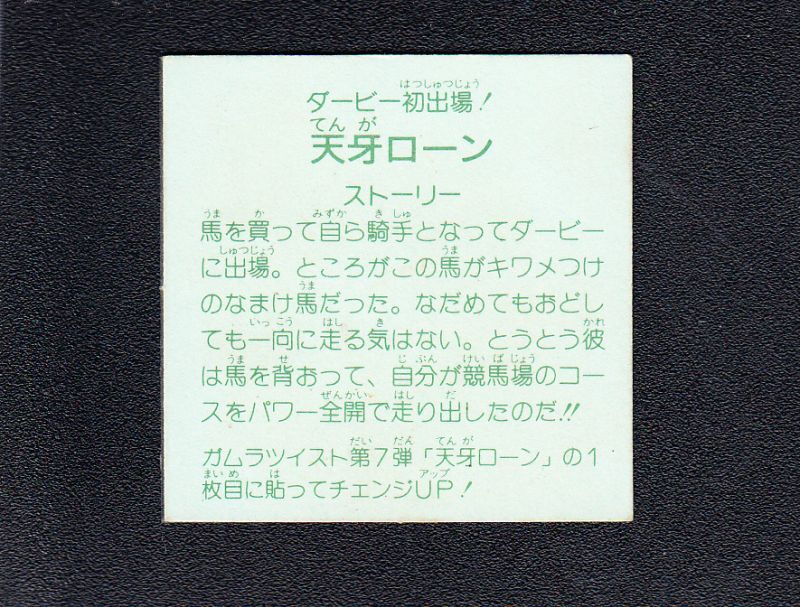 ダービー初出場！
天牙ローン
ストーリー
馬を買って自ら騎手となってダービー
に出場。ところがこの馬がキワメつけ
のなまけ馬だった。なだめてもおどし
ても一向に走る気はない。とうとう彼
は馬を背おって、自分が競馬場のコー
スをパワー全開で走り出したのだ!!
ガムラツイスト第7弾「天牙ローン」の1
枚目に貼ってチェンジUP！